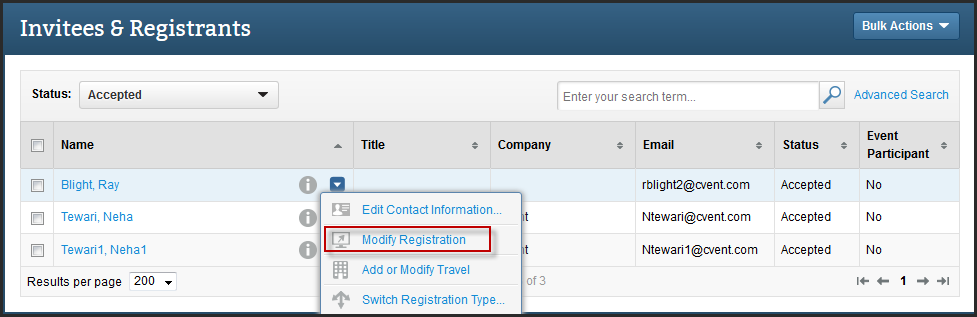 Invitees & Registrants
Bulk Actions
Status: Accepted
Enter your search term...
Advanced Search
Name Title Company Email Status Event Participant
Blight, Ray rblight2@cvent.com Accepted No
Edit Contact Information...
Tewari, Neha Ntewari@cvent.com Accepted No
Modify Registration
Tewari1, Neha1 Ntewari1@cvent.com Accepted No
Add or Modify Travel
Results per page 200 of 3 1
Switch Registration Type...